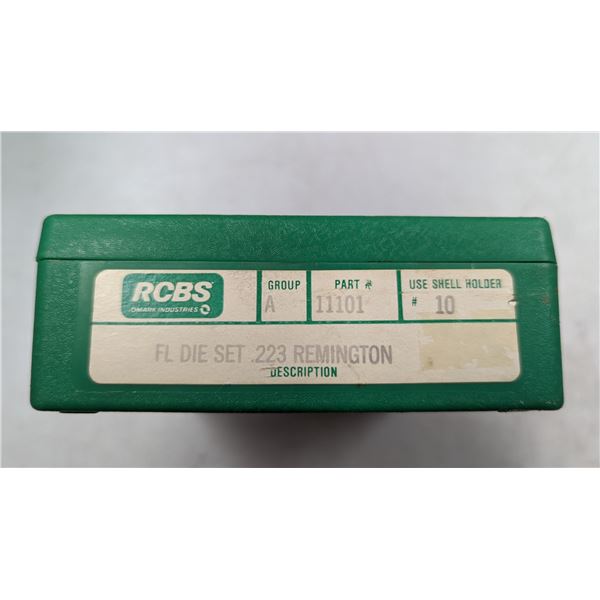 RCBS
OMARK INDUSTRIES
GROUP
A
PART #
11101
USE SHELL HOLDER
# 10
FL DIE SET .223 REMINGTON
DESCRIPTION